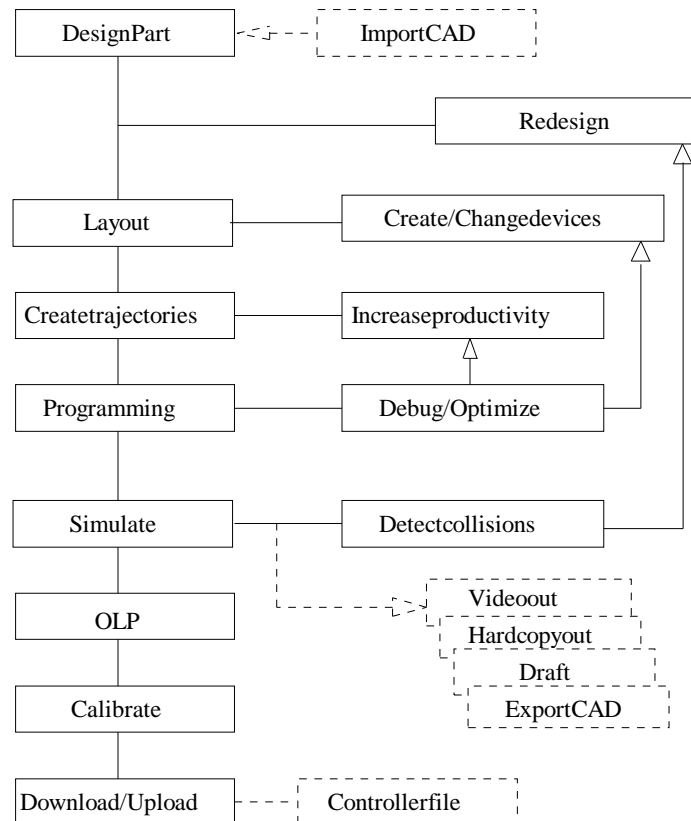 DesignPart
ImportCAD
Redesign
Layout
Create/Changedevices
Createtrajectories
Increaseproductivity
Programming
Debug/Optimize
Simulate
Detectcollisions
Videoout
OLP
Hardcopyout
Draft
Calibrate
ExportCAD
Download/Upload
Controllerfile